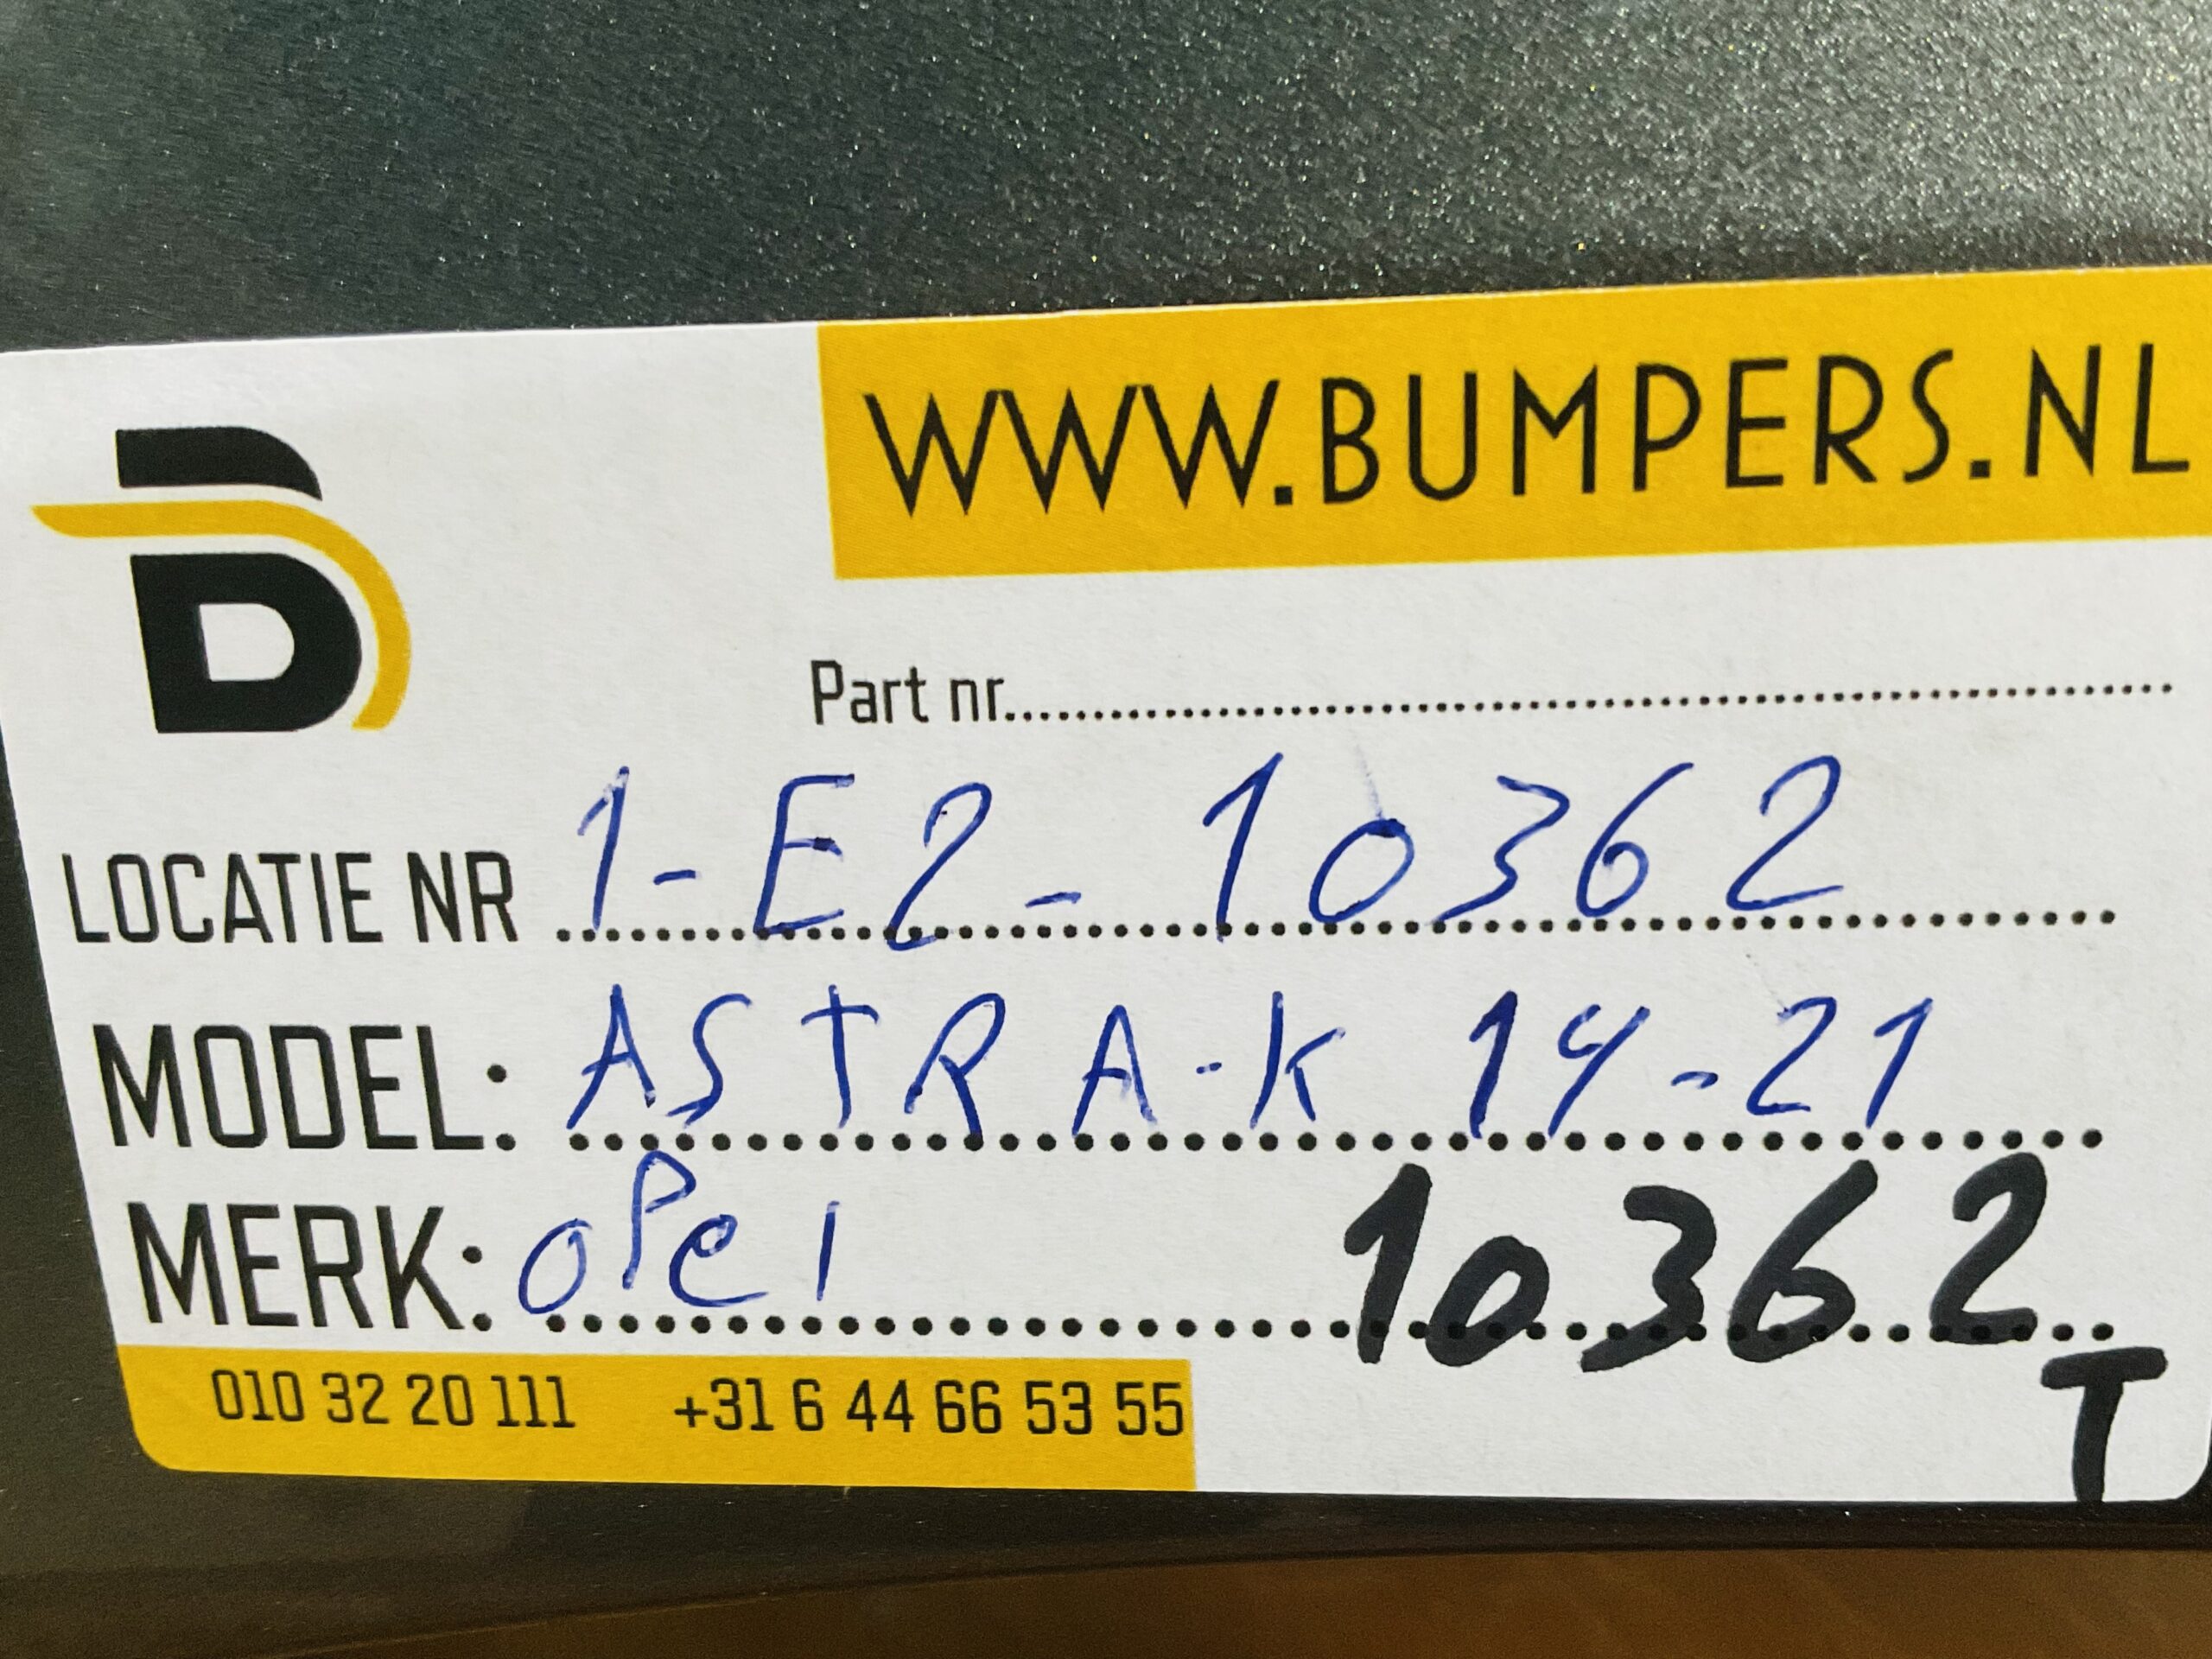 WWW.BUMPERS.NL
B
Part nr....................
LOCATIE NR 1-E2-10362
MODEL: ASTRA-K 19-21
MERK: oPel 10362
T
010 32 20 111 +31 6 44 66 53 55